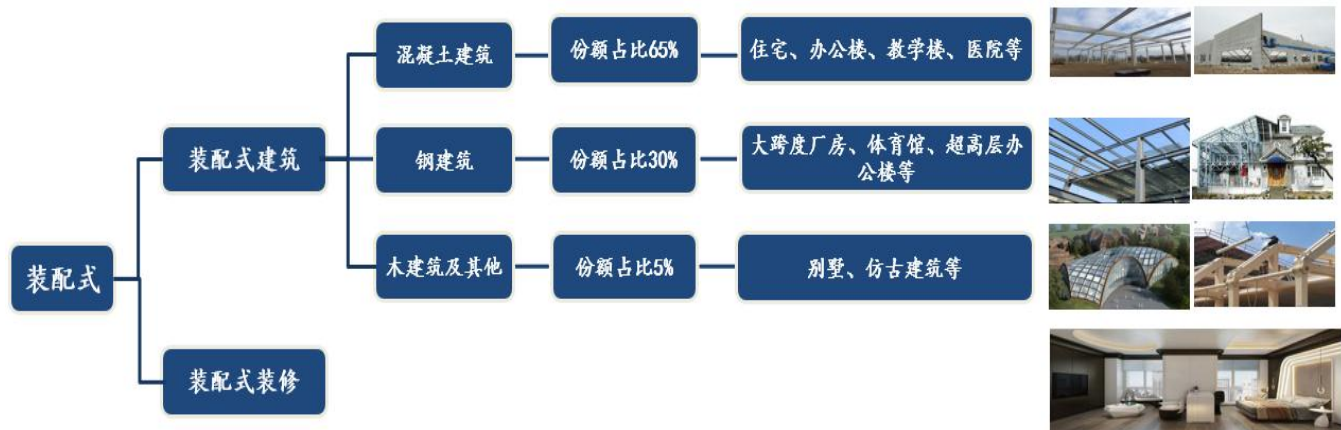 装配式
装配式建筑
混凝土建筑
份额占比65%
住宅、办公楼、教学楼、医院等
钢建筑
份额占比30%
大跨度厂房、体育馆、超高层办
公楼等
木建筑及其他
份额占比5%
别墅、仿古建筑等
装配式装修